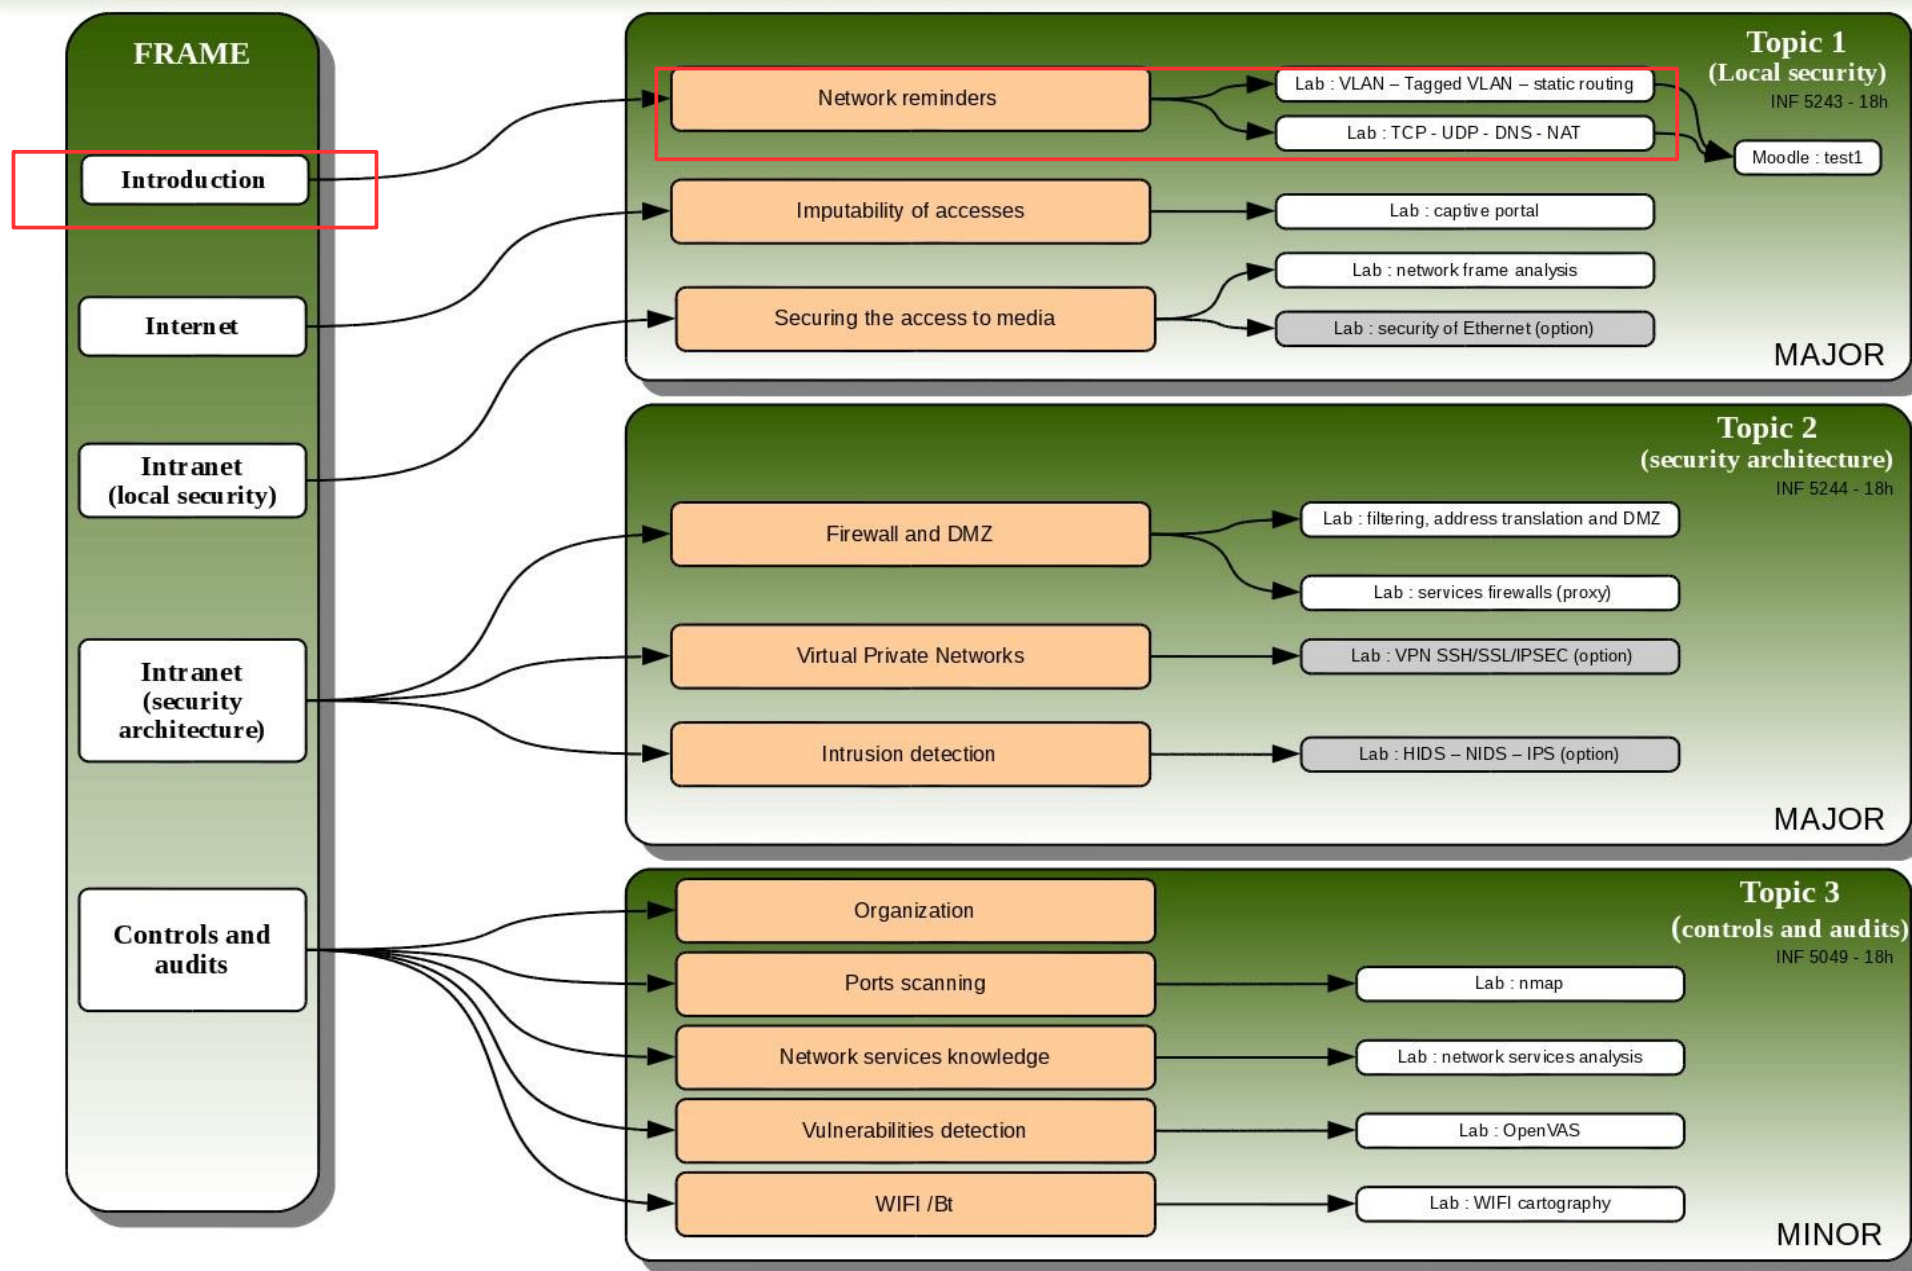 FRAME
Introduction
Internet
Intranet
(local security)
Intranet
(security
architecture)
Controls and
audits
Topic 1
(Local security)
INF 5243 - 18h
Network reminders
Lab : VLAN – Tagged VLAN – static routing
Lab : TCP - UDP - DNS - NAT
Moodle : test1
Imputability of accesses
Lab : captive portal
Securing the access to media
Lab : network frame analysis
Lab : security of Ethernet (option)
MAJOR
Topic 2
(security architecture)
INF 5244 - 18h
Firewall and DMZ
Lab : filtering, address translation and DMZ
Lab : services firewalls (proxy)
Virtual Private Networks
Lab : VPN SSH/SSL/IPSEC (option)
Intrusion detection
Lab : HIDS – NIDS – IPS (option)
MAJOR
Topic 3
(controls and audits)
INF 5049 - 18h
Organization
Ports scanning
Lab : nmap
Network services knowledge
Lab : network services analysis
Vulnerabilities detection
Lab : OpenVAS
WIFI /Bt
Lab : WIFI cartography
MINOR